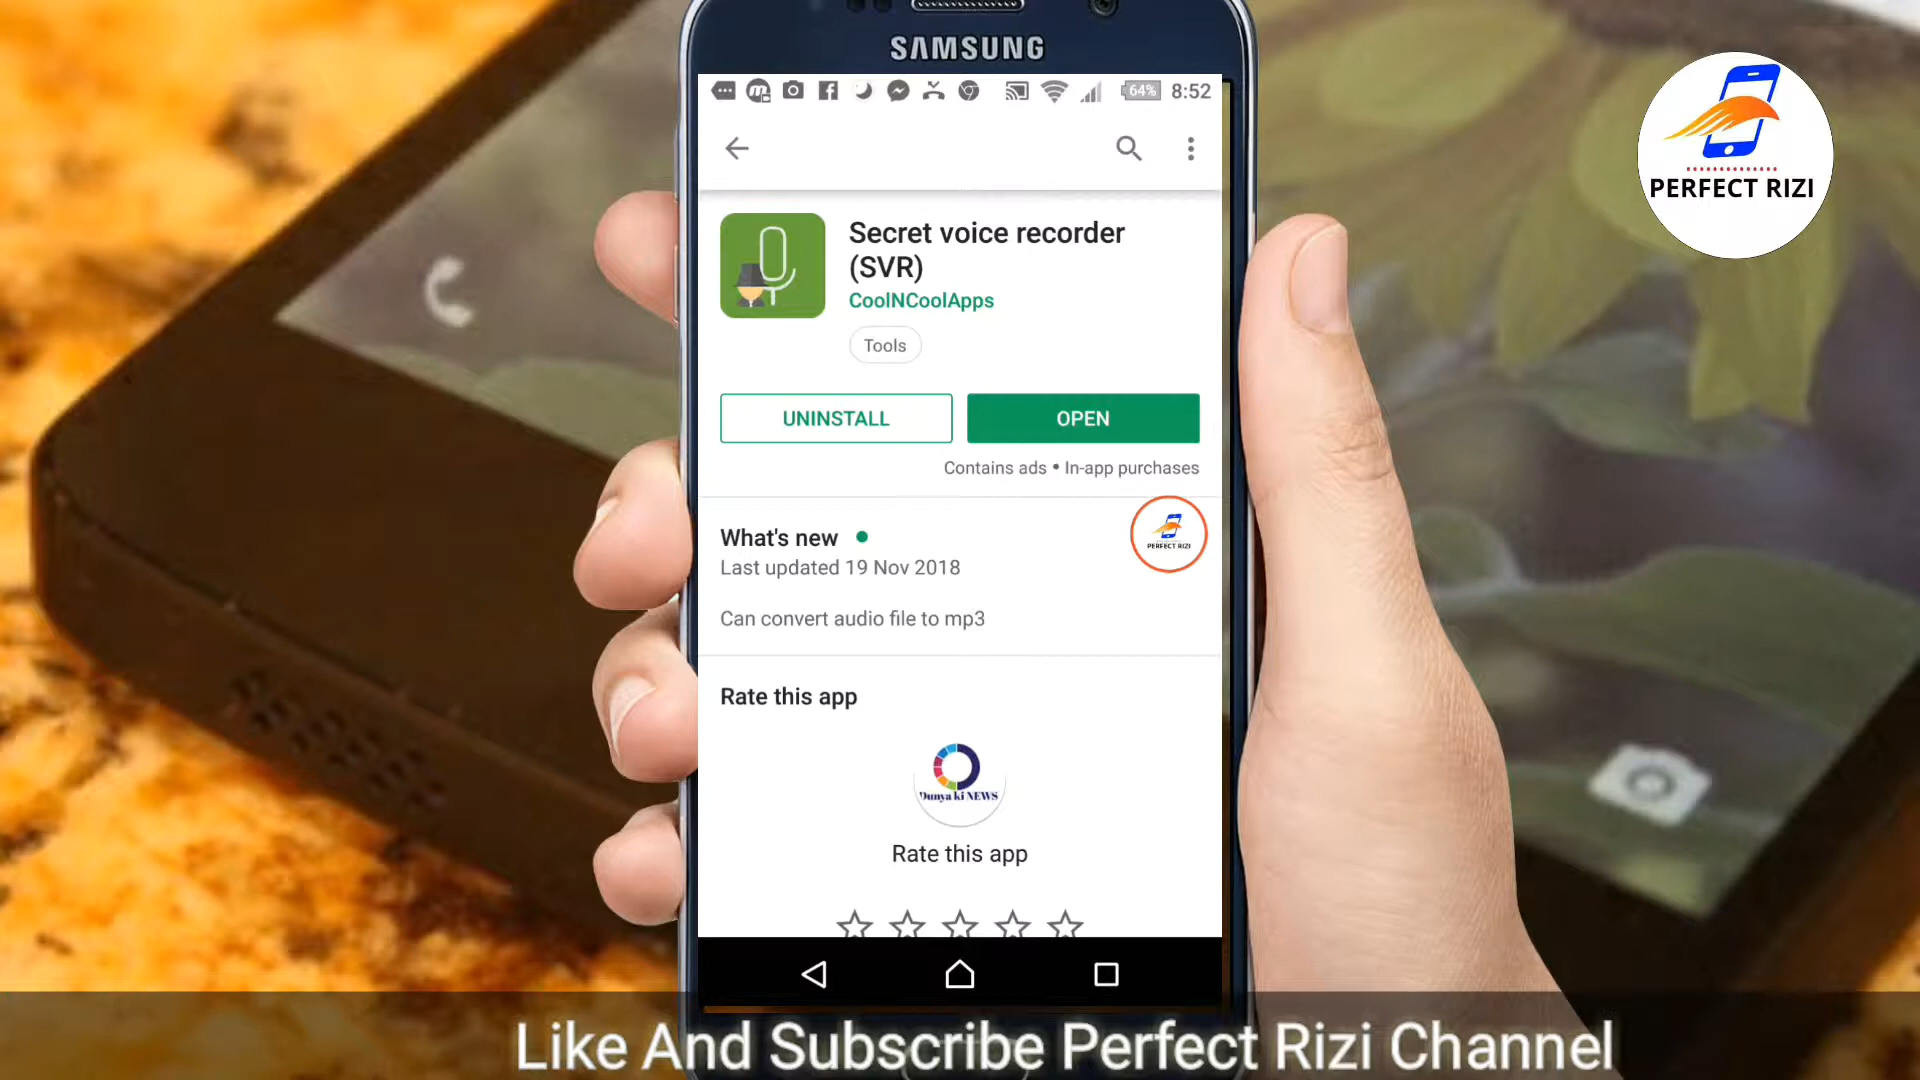 SAMSUNG
64% 8:52
PERFECT RIZI
Secret voice recorder
(SVR)
CoolNCoolApps
Tools
UNINSTALL OPEN
Contains ads • In-app purchases
What's new
Last updated 19 Nov 2018
PERFECT RIZI
Can convert audio file to mp3
Rate this app
Dunya ki NEWS
Rate this app
Like And Subscribe Perfect Rizi Channel